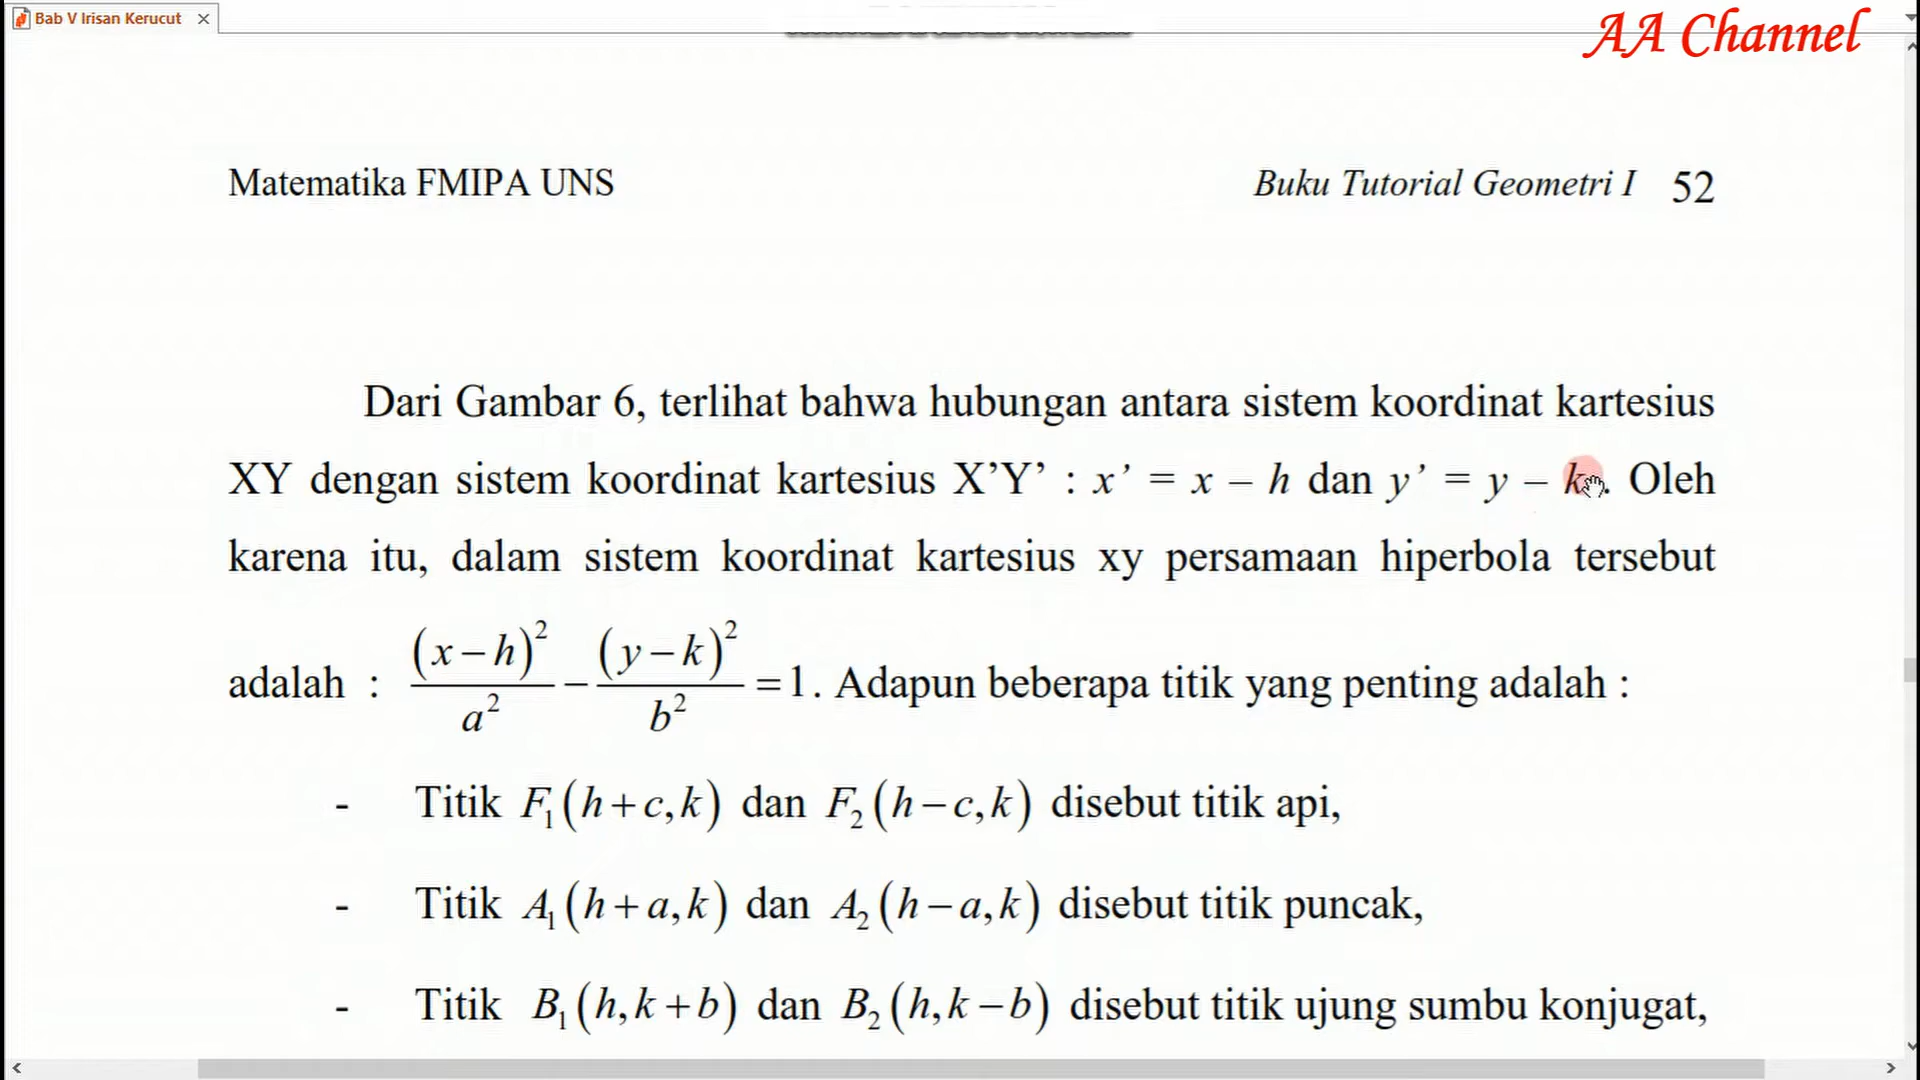 Bab V Irisan Kerucut
AA Channel
Matematika FMIPA UNS Buku Tutorial Geometri I 52
Dari Gambar 6, terlihat bahwa hubungan antara sistem koordinat kartesius
XY dengan sistem koordinat kartesius X’Y’ : x’ = x – h dan y’ = y – k . Oleh
karena itu, dalam sistem koordinat kartesius xy persamaan hiperbola tersebut
adalah : (x−h)²/a² − (y−k)²/b² = 1. Adapun beberapa titik yang penting adalah :
- Titik F₁(h+c,k) dan F₂(h−c,k) disebut titik api,
- Titik A₁(h+a,k) dan A₂(h−a,k) disebut titik puncak,
- Titik B₁(h,k+b) dan B₂(h,k−b) disebut titik ujung sumbu konjugat,